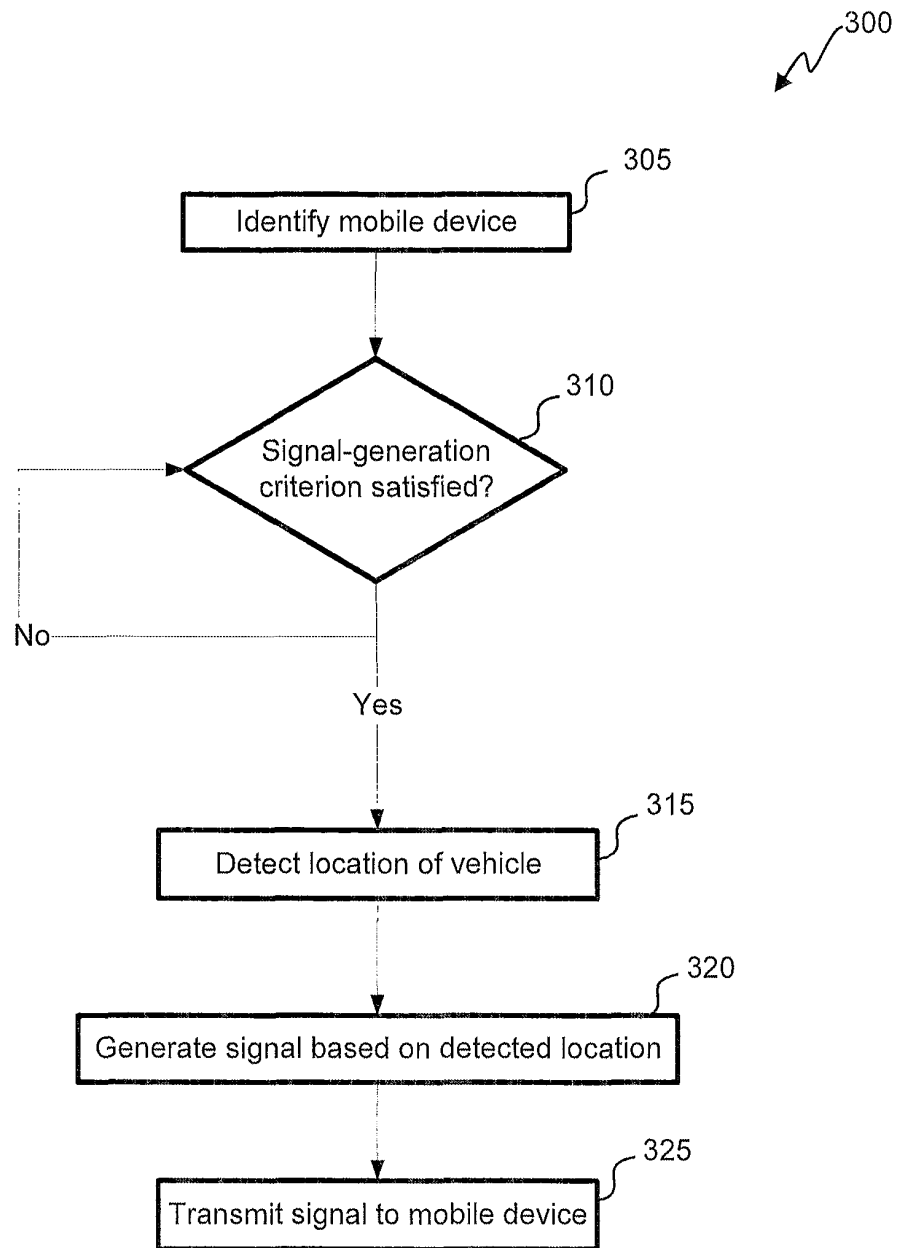 300
305
Identify mobile device
310
Signal-generation
criterion satisfied?
No
Yes
315
Detect location of vehicle
320
Generate signal based on detected location
325
Transmit signal to mobile device